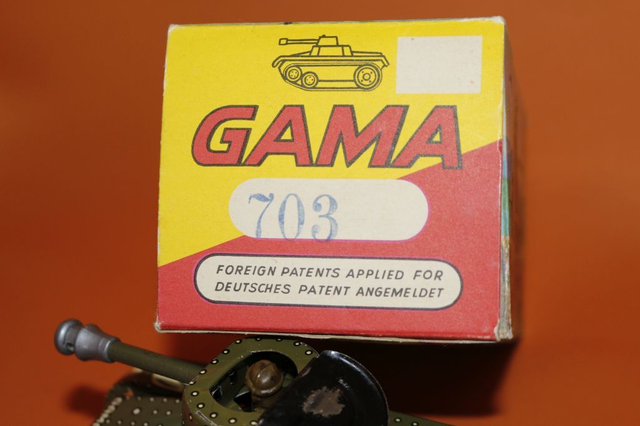 GAMA
703
FOREIGN PATENTS APPLIED FOR
DEUTSCHES PATENT ANGEMELDET